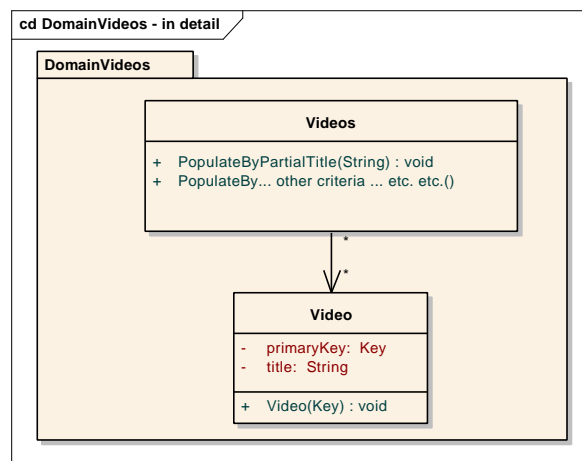 cd DomainVideos - in detail
DomainVideos
Videos
+ PopulateByPartialTitle(String) : void
+ PopulateBy... other criteria ... etc. etc.()
*
*
Video
- primaryKey: Key
- title: String
+ Video(Key) : void